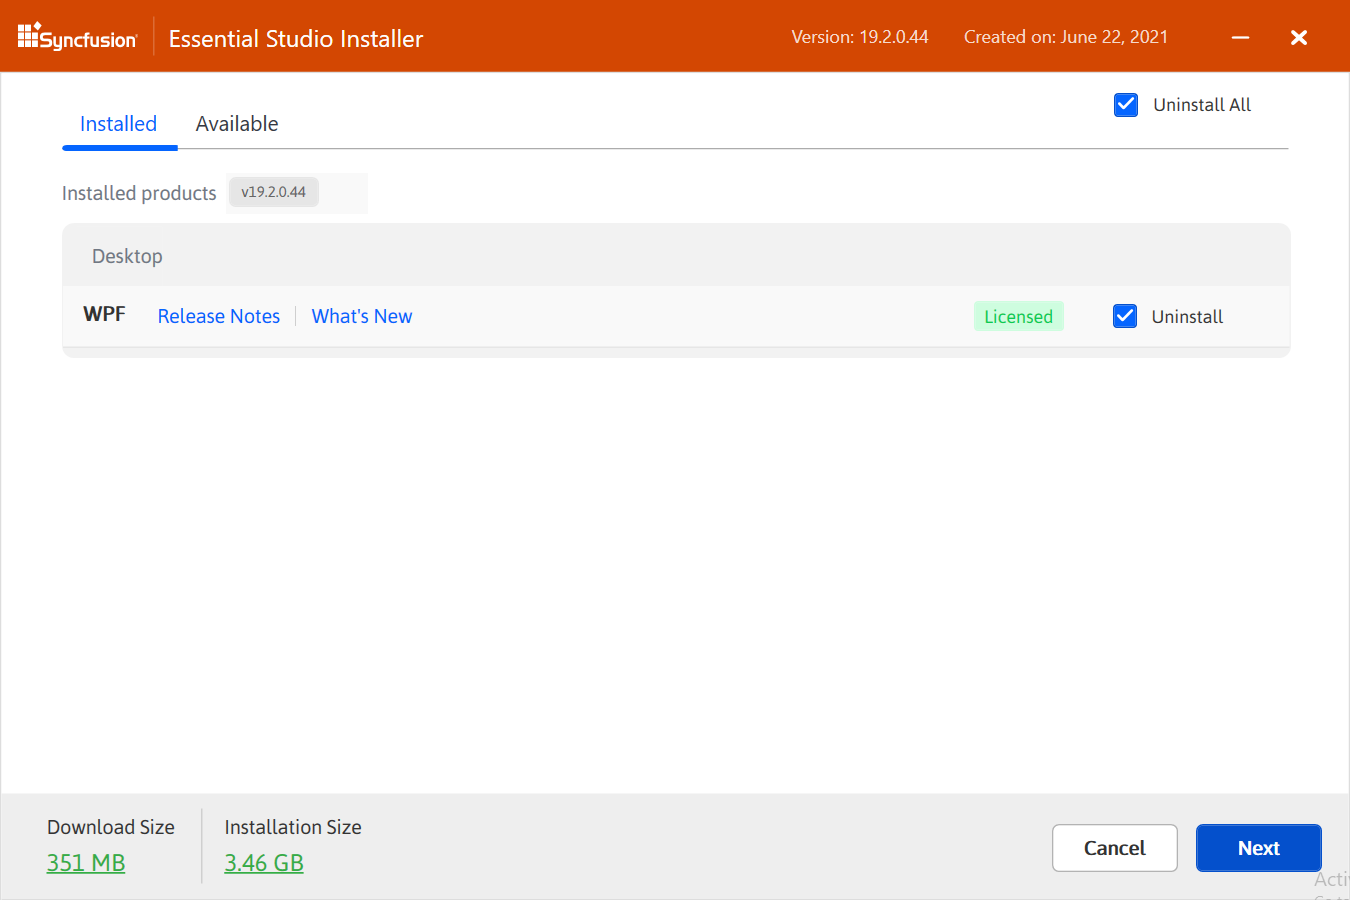 Syncfusion Essential Studio Installer Version: 19.2.0.44 Created on: June 22, 2021
Installed Available Uninstall All
Installed products v19.2.0.44
Desktop
WPF Release Notes What's New Licensed Uninstall
Download Size Installation Size
351 MB 3.46 GB
Cancel Next
Acti